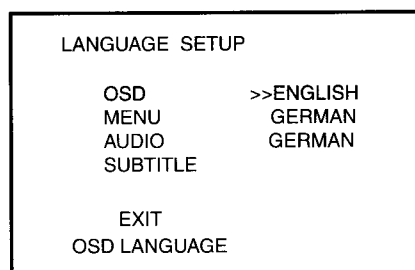 LANGUAGE SETUP
OSD >>ENGLISH
MENU GERMAN
AUDIO GERMAN
SUBTITLE
EXIT
OSD LANGUAGE